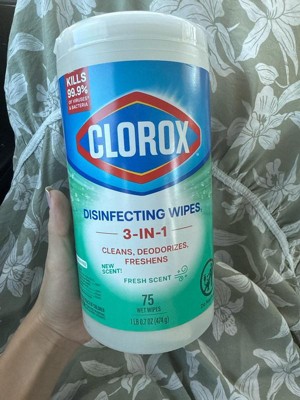 KILLS
99.9%
OF VIRUSES &
BACTERIA
CLOROX
DISINFECTING WIPES
3-IN-1
CLEANS, DEODORIZES,
FRESHENS
NEW
SCENT!
FRESH SCENT
75
WET WIPES